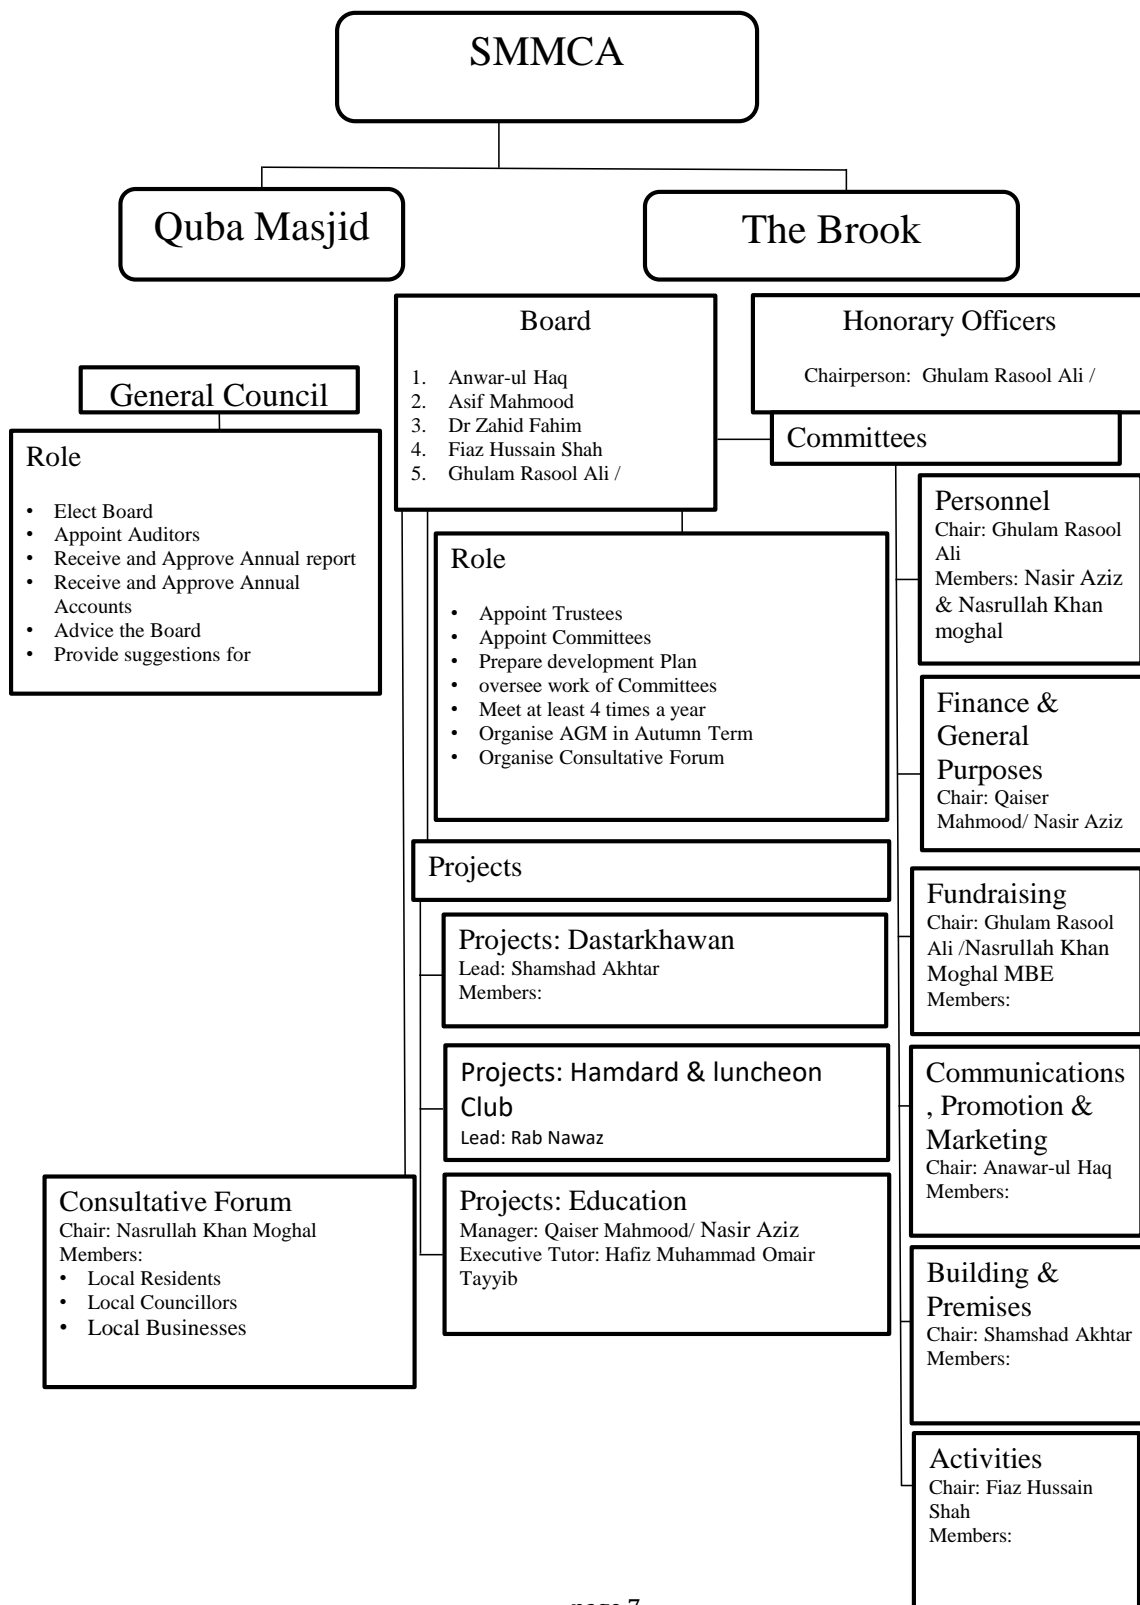 SMMCA
Quba Masjid
The Brook
General Council
Role
• Elect Board
• Appoint Auditors
• Receive and Approve Annual report
• Receive and Approve Annual
Accounts
• Advice the Board
• Provide suggestions for
Board
1. Anwar-ul Haq
2. Asif Mahmood
3. Dr Zahid Fahim
4. Fiaz Hussain Shah
5. Ghulam Rasool Ali /
Honorary Officers
Chairperson: Ghulam Rasool Ali /
Committees
Role
• Appoint Trustees
• Appoint Committees
• Prepare development Plan
• oversee work of Committees
• Meet at least 4 times a year
• Organise AGM in Autumn Term
• Organise Consultative Forum
Projects
Projects: Dastarkhawan
Lead: Shamshad Akhtar
Members:
Projects: Hamdard & luncheon
Club
Lead: Rab Nawaz
Projects: Education
Manager: Qaiser Mahmood/ Nasir Aziz
Executive Tutor: Hafiz Muhammad Omair
Tayyib
Consultative Forum
Chair: Nasrullah Khan Moghal
Members:
• Local Residents
• Local Councillors
• Local Businesses
Personnel
Chair: Ghulam Rasool
Ali
Members: Nasir Aziz
& Nasrullah Khan
moghal
Finance &
General
Purposes
Chair: Qaiser
Mahmood/ Nasir Aziz
Fundraising
Chair: Ghulam Rasool
Ali /Nasrullah Khan
Moghal MBE
Members:
Communications
, Promotion &
Marketing
Chair: Anawar-ul Haq
Members:
Building &
Premises
Chair: Shamshad Akhtar
Members:
Activities
Chair: Fiaz Hussain
Shah
Members:
page 7